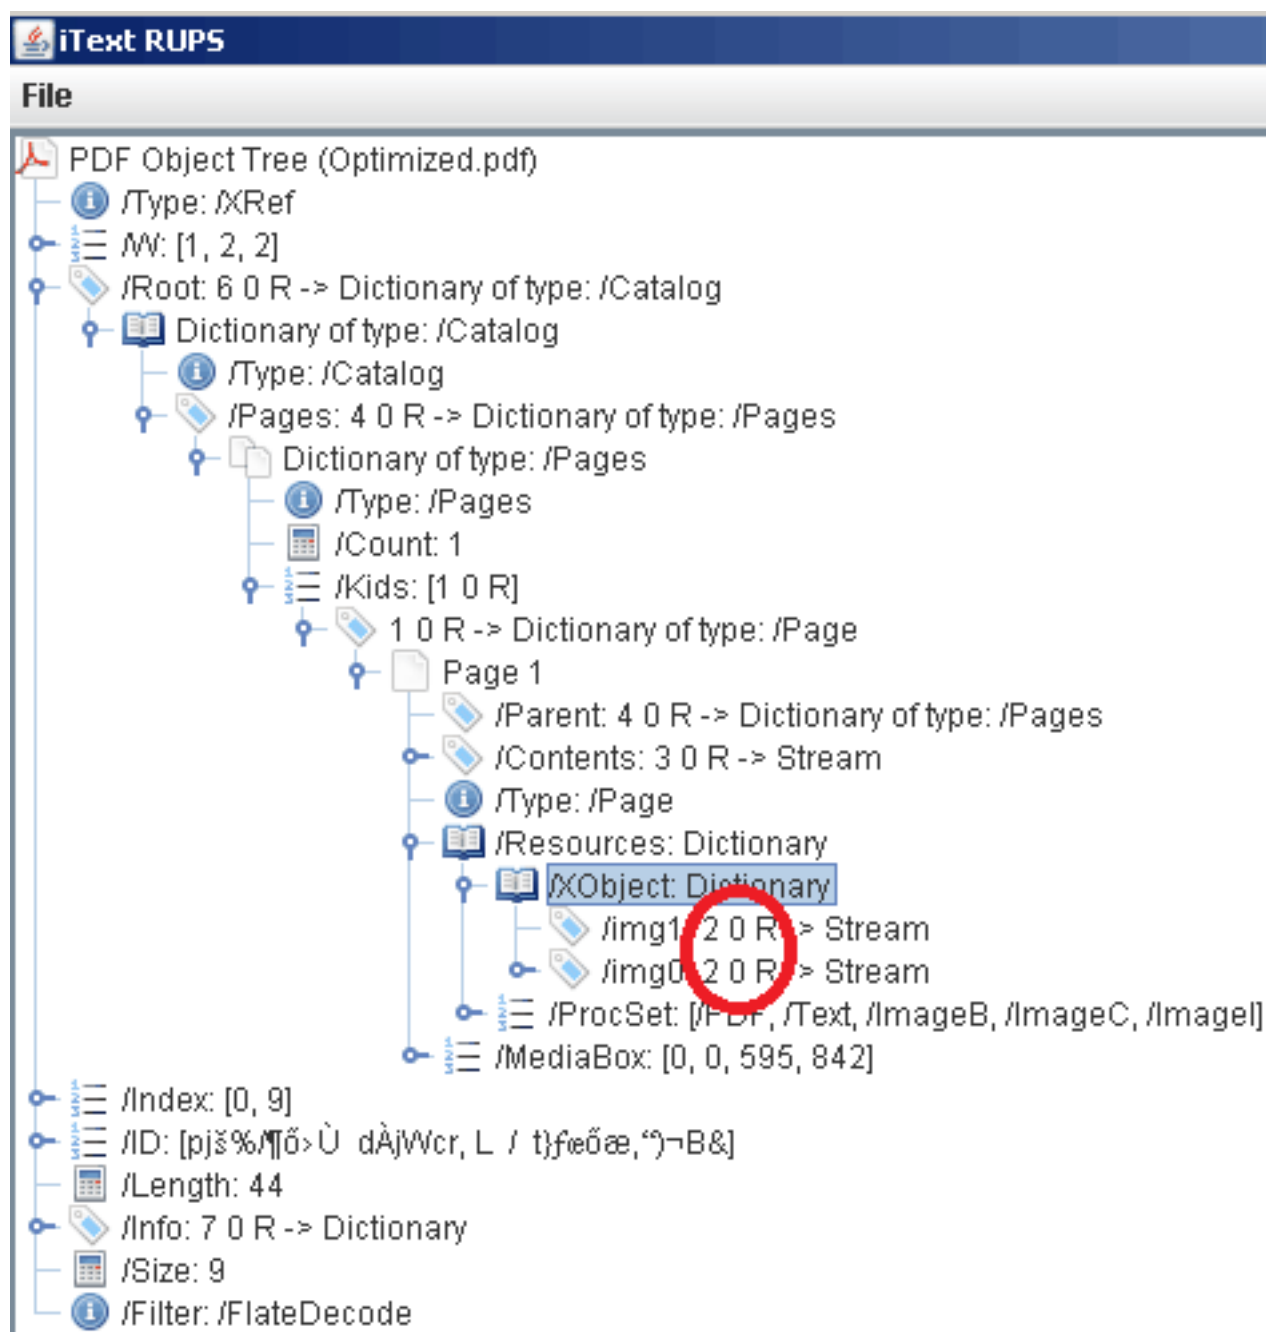 iText RUPS
File
PDF Object Tree (Optimized.pdf)
/Type: /XRef
/W: [1, 2, 2]
/Root: 6 0 R -> Dictionary of type: /Catalog
Dictionary of type: /Catalog
/Type: /Catalog
/Pages: 4 0 R -> Dictionary of type: /Pages
Dictionary of type: /Pages
/Type: /Pages
/Count: 1
/Kids: [1 0 R]
1 0 R -> Dictionary of type: /Page
Page 1
/Parent: 4 0 R -> Dictionary of type: /Pages
/Contents: 3 0 R -> Stream
/Type: /Page
/Resources: Dictionary
/XObject: Dictionary
/img1: 2 0 R -> Stream
/img0: 2 0 R -> Stream
/ProcSet: [/PDF, /Text, /ImageB, /ImageC, /ImageI]
/MediaBox: [0, 0, 595, 842]
/Index: [0, 9]
/ID: [pjš%/¶õ›Ù dÀjWcr, L / t}ƒœõæ,“)¬B&]
/Length: 44
/Info: 7 0 R -> Dictionary
/Size: 9
/Filter: /FlateDecode